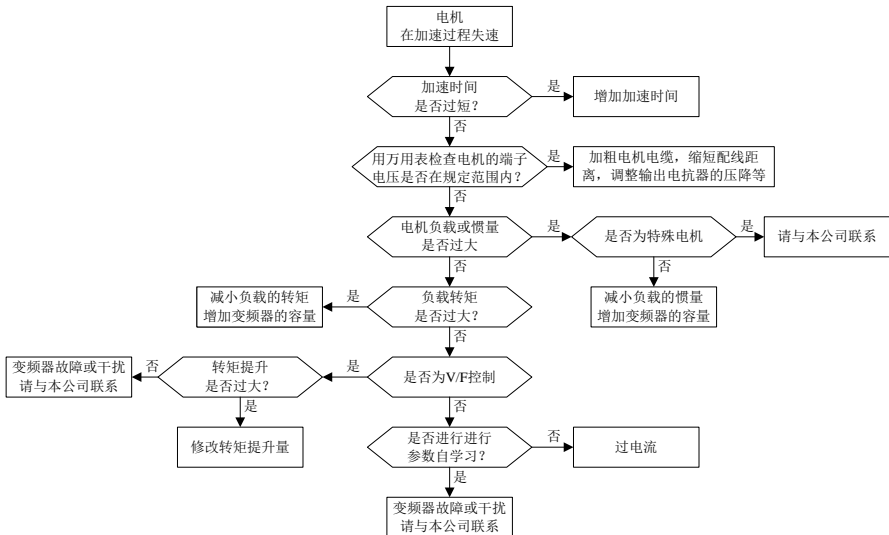 电机
在加速过程失速
加速时间
是否过短？
是
增加加速时间
否
用万用表检查电机的端子
电压是否在规定范围内？
是
加粗电机电缆，缩短配线距
离，调整输出电抗器的压降等
否
电机负载或惯量
是否过大
是
是否为特殊电机
是
请与本公司联系
否
否
减小负载的转矩
增加变频器的容量
是
负载转矩
是否过大？
减小负载的惯量
增加变频器的容量
否
变频器故障或干扰
请与本公司联系
否
转矩提升
是否过大？
是
是否为V/F控制
是
否
修改转矩提升量
是否进行进行
参数自学习？
否
过电流
是
变频器故障或干扰
请与本公司联系